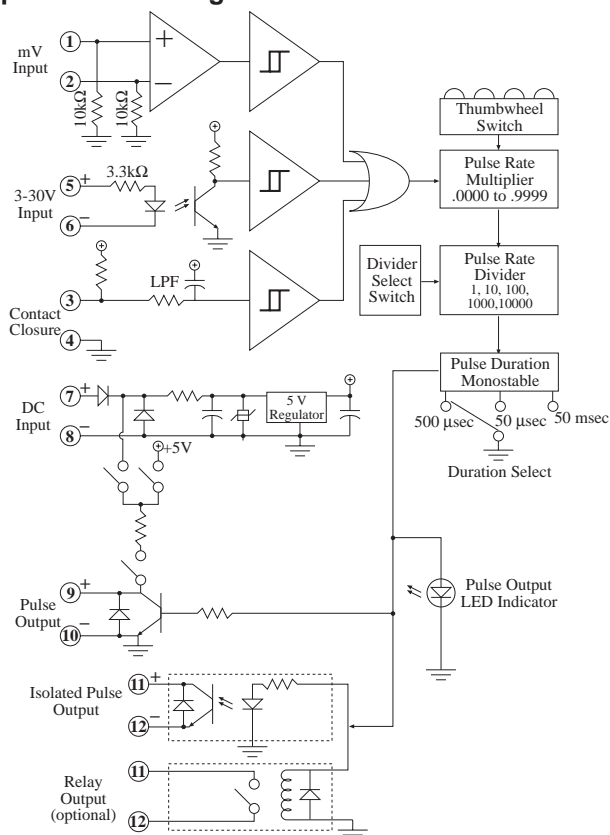 mV
Input
1
2
+
−
10kΩ
10kΩ
Thumbwheel
Switch
Pulse Rate
Multiplier
.0000 to .9999
3-30V
Input
5 +
6 −
3.3kΩ
+
Divider
Select
Switch
Pulse Rate
Divider
1, 10, 100,
1000,10000
Contact
Closure
3
4
+
LPF
+
Pulse Duration
Monostable
500 μsec
50 μsec
50 msec
Duration Select
DC
Input
7 +
8 −
5 V
Regulator
+
+
+5V
Pulse
Output
9 +
10 −
Pulse Output
LED Indicator
Isolated Pulse
Output
11 +
12 −
Relay
Output
(optional)
11
12